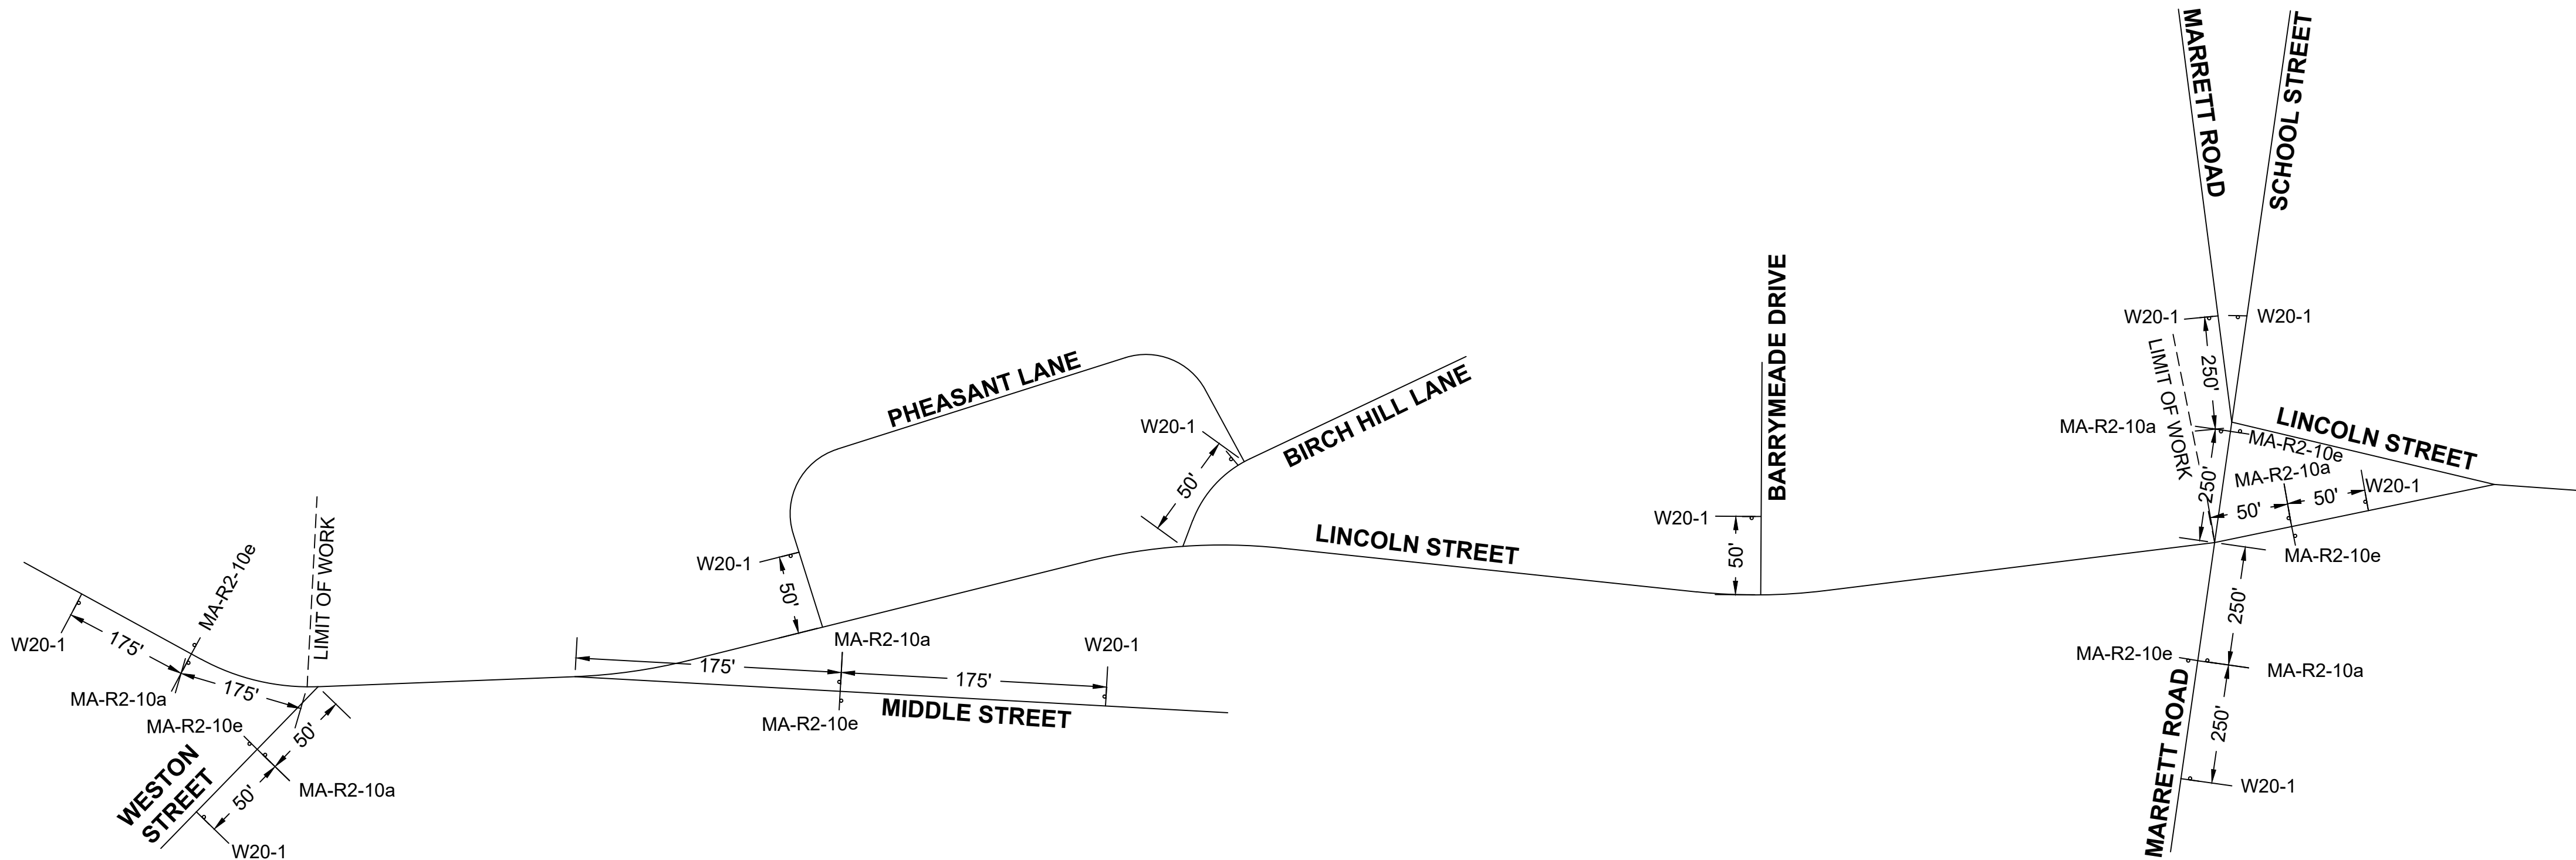 W20-1
175'
MA-R2-10e
MA-R2-10a
175'
LIMIT OF WORK
MA-R2-10e
50'
MA-R2-10a
50'
WESTON
STREET
W20-1
175'
MA-R2-10a
MA-R2-10e
175'
W20-1
MIDDLE STREET
W20-1
50'
PHEASANT LANE
W20-1
50'
BIRCH HILL LANE
LINCOLN STREET
W20-1
50'
BARRYMEADE DRIVE
MARRETT ROAD
SCHOOL STREET
W20-1
W20-1
LIMIT OF WORK
250'
MA-R2-10a
MA-R2-10e
LINCOLN STREET
250'
MA-R2-10a
50'
50'
W20-1
MA-R2-10e
250'
MA-R2-10e
MA-R2-10a
250'
MARRETT ROAD
W20-1